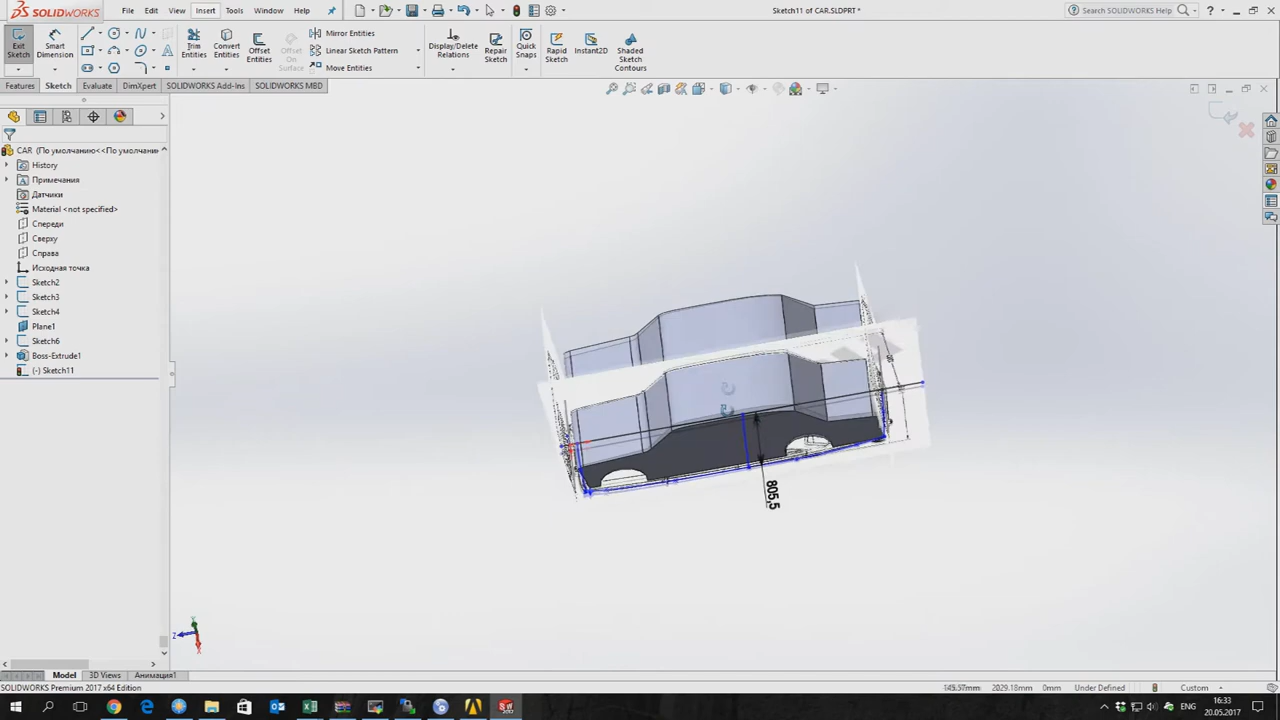 SOLIDWORKS
File
Edit
View
Insert
Tools
Window
Help
Sketch11 of CAR.SLDPRT *
Search SOLIDWORKS Help
Exit Sketch
Smart Dimension
Trim Entities
Convert Entities
Offset Entities
Offset On Surface
Mirror Entities
Linear Sketch Pattern
Move Entities
Display/Delete Relations
Repair Sketch
Quick Snaps
Rapid Sketch
Instant2D
Shaded Sketch Contours
Features
Sketch
Evaluate
DimXpert
SOLIDWORKS Add-Ins
SOLIDWORKS MBD
CAR (По умолчанию<<По умолчани
History
Примечания
Датчики
Material <not specified>
Спереди
Сверху
Справа
Исходная точка
Sketch2
Sketch3
Sketch4
Plane1
Sketch6
Boss-Extrude1
(-) Sketch11
805,5
Z
Model
3D Views
Анимация1
SOLIDWORKS Premium 2017 x64 Edition
2029.18mm
0mm
Under Defined
Custom
ENG
16:33
20.05.2017